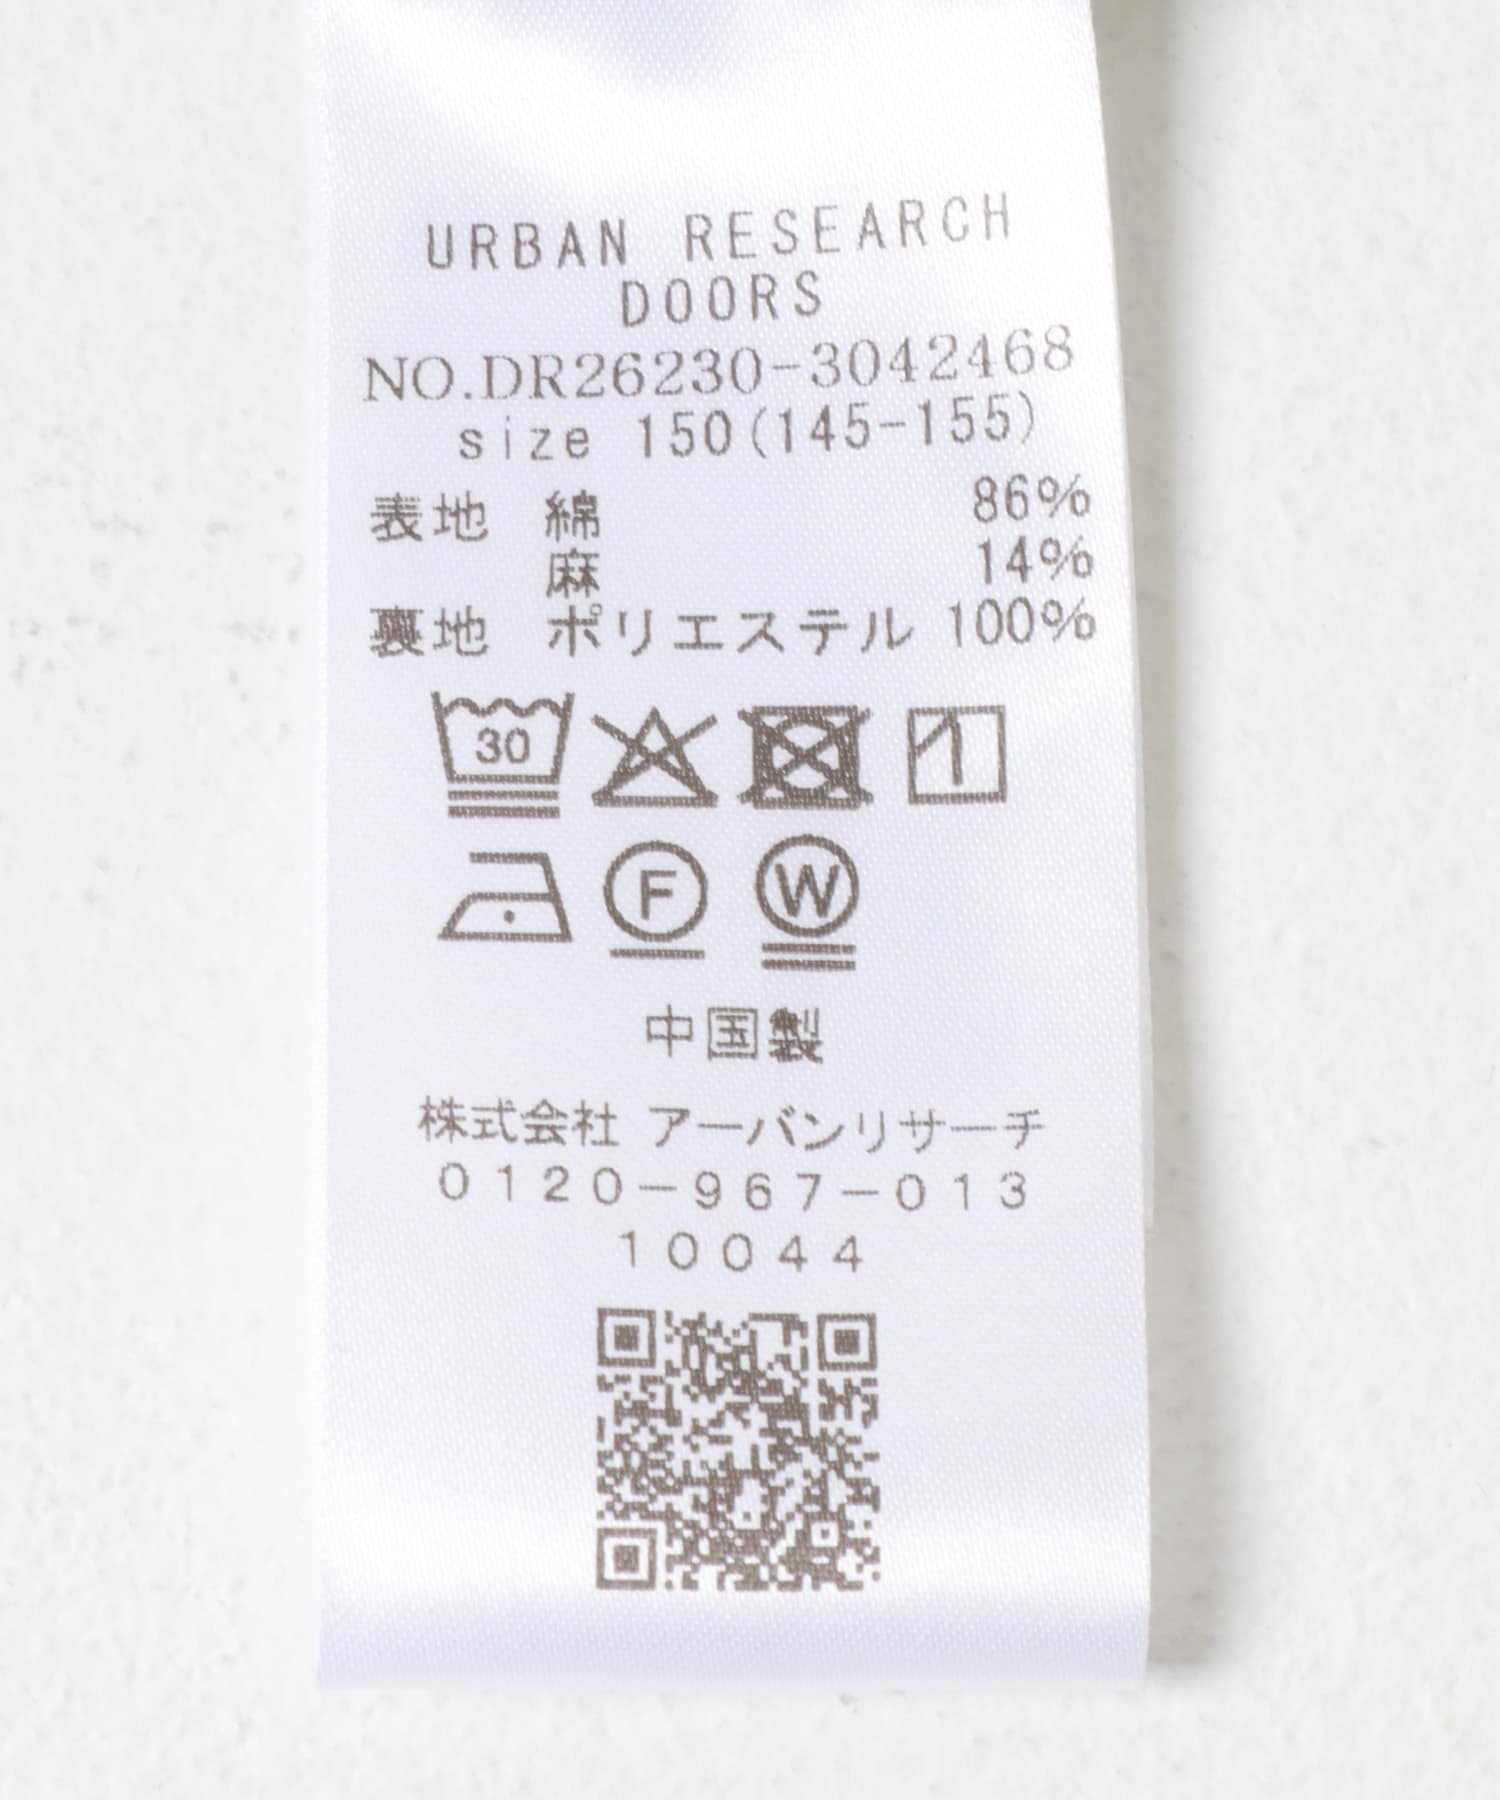 URBAN RESEARCH
DOORS
NO.DR26230-3042468
size 150(145-155)
表地 綿 86%
麻 14%
裏地 ポリエステル 100%
30
F W
中国製
株式会社 アーバンリサーチ
0120-967-013
10044